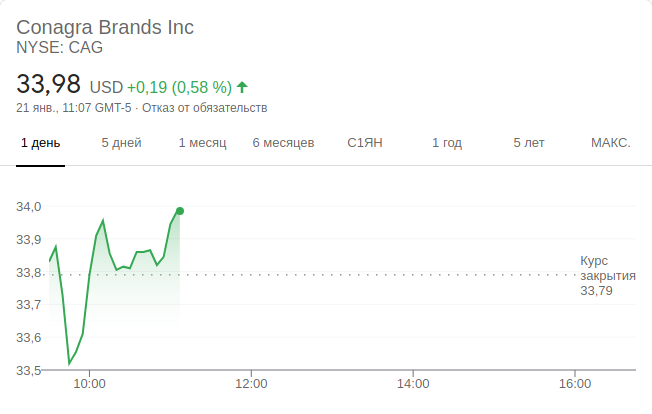 Conagra Brands Inc
NYSE: CAG
33,98 USD +0,19 (0,58 %)
21 янв., 11:07 GMT-5 · Отказ от обязательств
1 день 5 дней 1 месяц 6 месяцев С1ЯН 1 год 5 лет МАКС.
34,0
33,9
33,8
33,7
33,6
33,5
Курс
закрытия
33,79
10:00 12:00 14:00 16:00